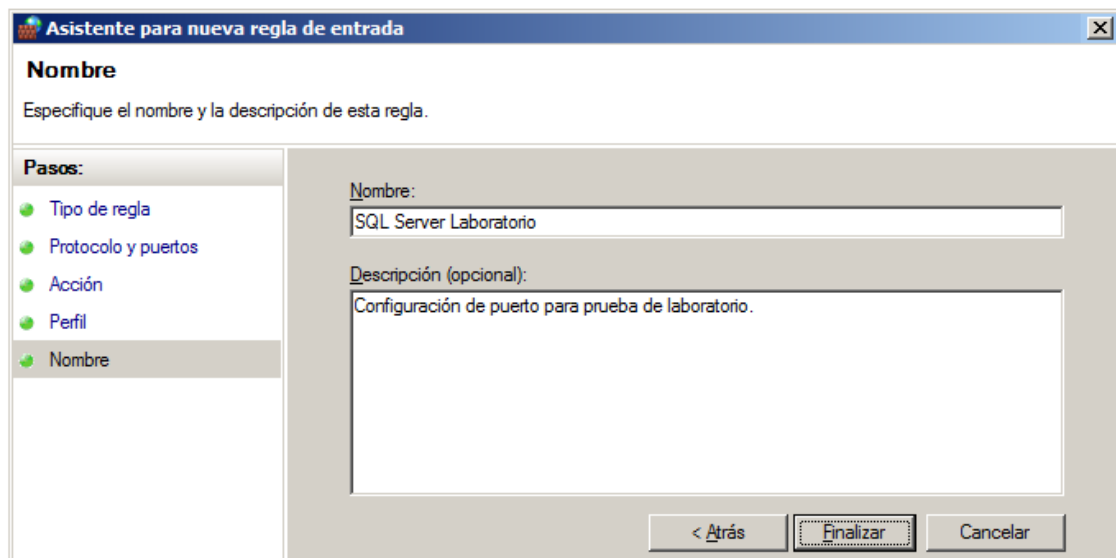 Asistente para nueva regla de entrada
Nombre
Especifique el nombre y la descripción de esta regla.
Pasos:
Tipo de regla
Protocolo y puertos
Acción
Perfil
Nombre
Nombre:
SQL Server Laboratorio
Descripción (opcional):
Configuración de puerto para prueba de laboratorio.
< Atrás
Finalizar
Cancelar